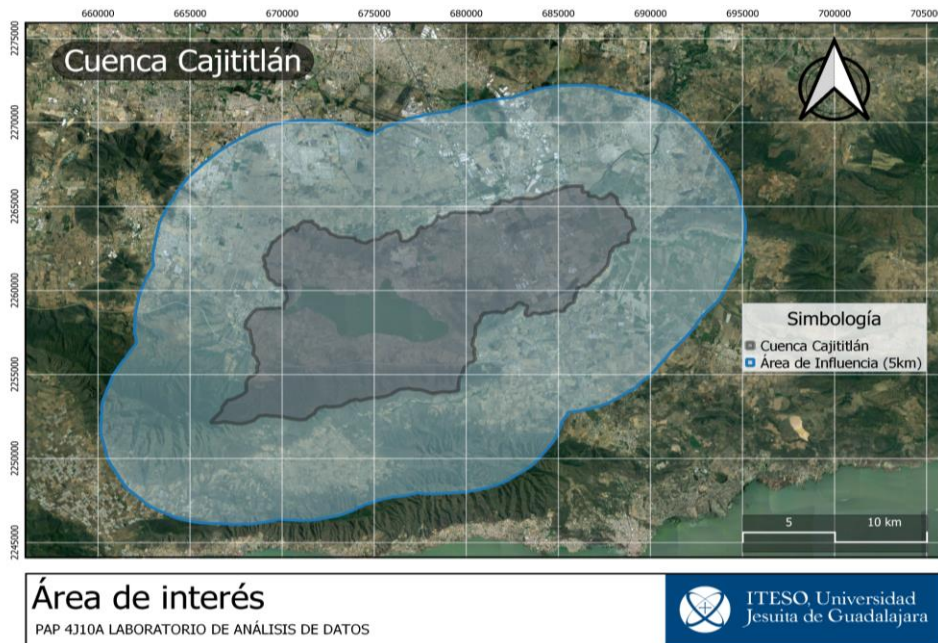 660000 665000 670000 675000 680000 685000 690000 695000 700000 705000
2275000
2270000
2265000
2260000
2255000
2250000
2245000
Cuenca Cajititlán
Simbología
Cuenca Cajititlán
Área de Influencia (5km)
5 10 km
Área de interés
PAP 4J10A LABORATORIO DE ANÁLISIS DE DATOS
ITESO, Universidad
Jesuita de Guadalajara